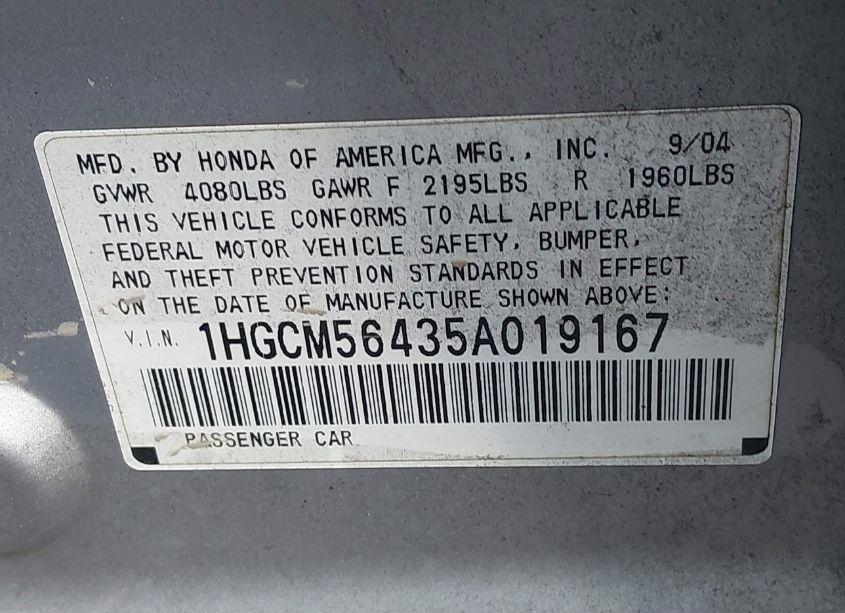 MFD. BY HONDA OF AMERICA MFG., INC. 9/04
GVWR 4080LBS GAWR F 2195LBS R 1960LBS
THIS VEHICLE CONFORMS TO ALL APPLICABLE
FEDERAL MOTOR VEHICLE SAFETY, BUMPER,
AND THEFT PREVENTION STANDARDS IN EFFECT
ON THE DATE OF MANUFACTURE SHOWN ABOVE:
V.I.N. 1HGCM56435A019167
PASSENGER CAR